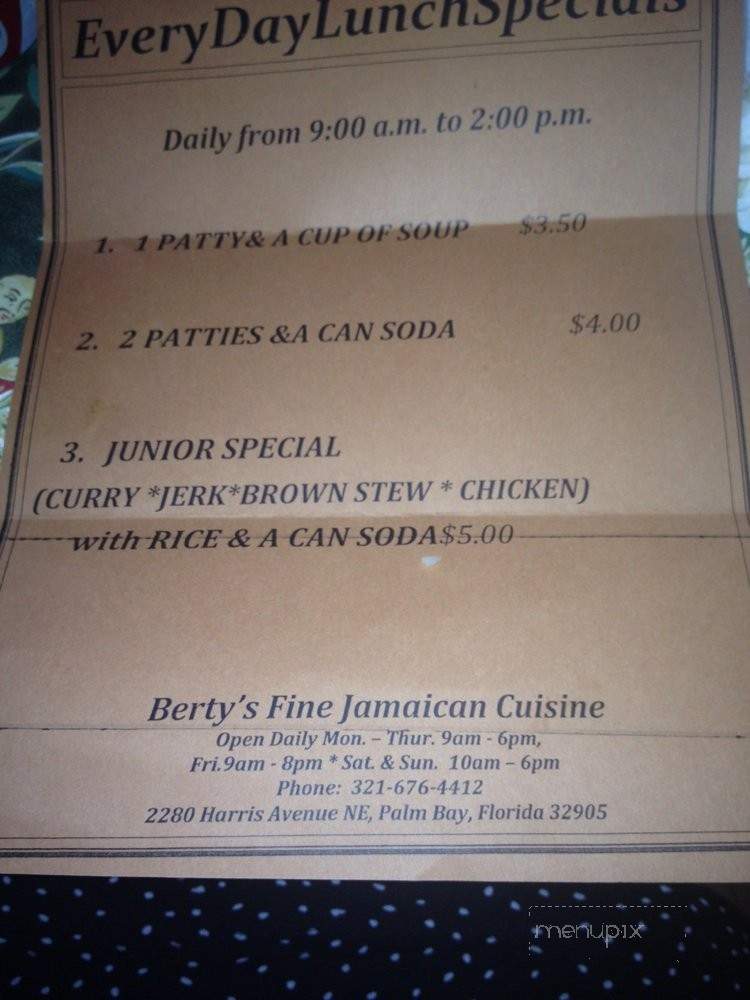 EveryDayLunchSpecials
Daily from 9:00 a.m. to 2:00 p.m.
1. 1 PATTY& A CUP OF SOUP $3.50
2. 2 PATTIES &A CAN SODA $4.00
3. JUNIOR SPECIAL
(CURRY *JERK*BROWN STEW * CHICKEN)
with RICE & A CAN SODA$5.00
Berty's Fine Jamaican Cuisine
Open Daily Mon. – Thur. 9am - 6pm,
Fri.9am - 8pm * Sat. & Sun. 10am – 6pm
Phone: 321-676-4412
2280 Harris Avenue NE, Palm Bay, Florida 32905
menupix